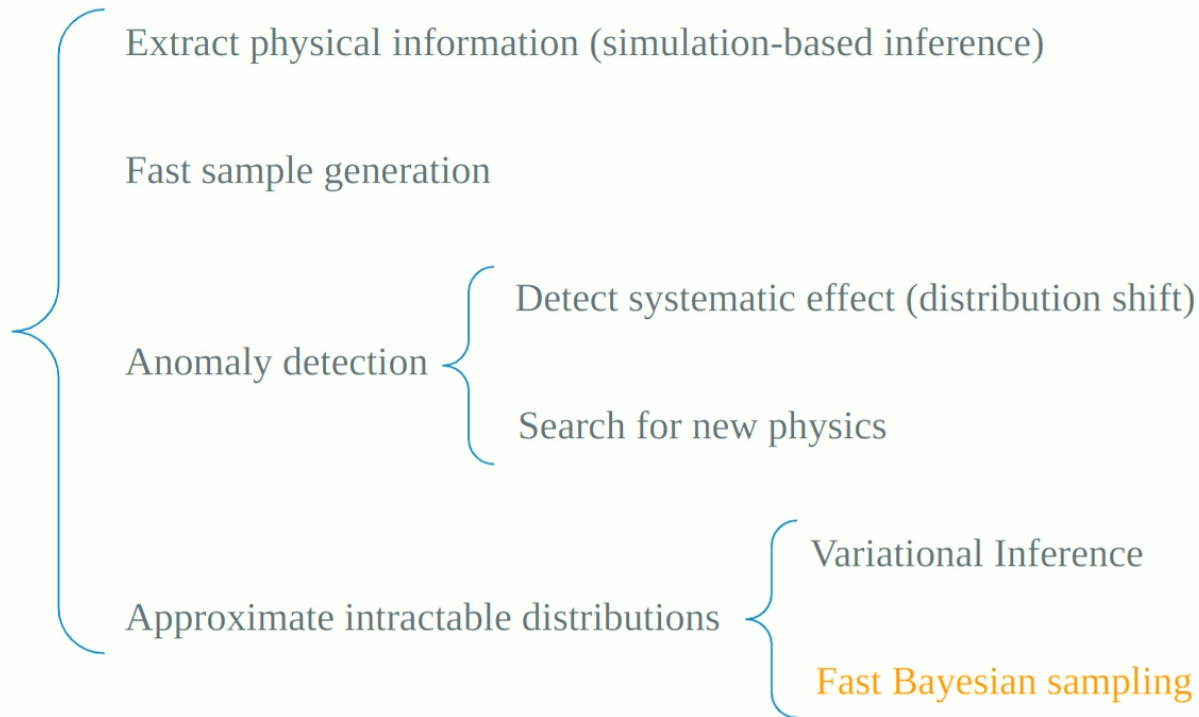 Extract physical information (simulation-based inference)
Fast sample generation
Detect systematic effect (distribution shift)
Anomaly detection
Search for new physics
Variational Inference
Approximate intractable distributions
Fast Bayesian sampling